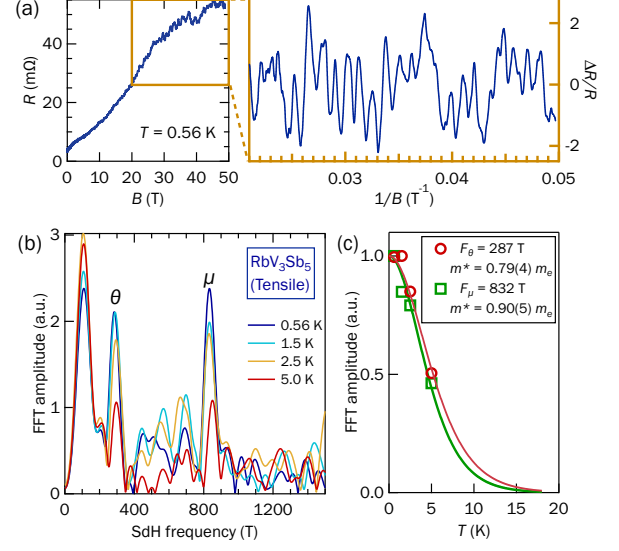 (a)
R (mΩ)
40
20
0
T = 0.56 K
0 10 20 30 40 50
B (T)
2
0
-2
ΔR/R
0.03 0.04 0.05
1/B (T⁻¹)
(b)
FFT amplitude (a.u.)
3
2
1
0
θ
μ
RbV₃Sb₅
(Tensile)
0.56 K
1.5 K
2.5 K
5.0 K
0 400 800 1200
SdH frequency (T)
(c)
FFT amplitude (a.u.)
1.0
0.5
0.0
Fθ = 287 T
m* = 0.79(4) mₑ
Fμ = 832 T
m* = 0.90(5) mₑ
0 5 10 15 20
T (K)